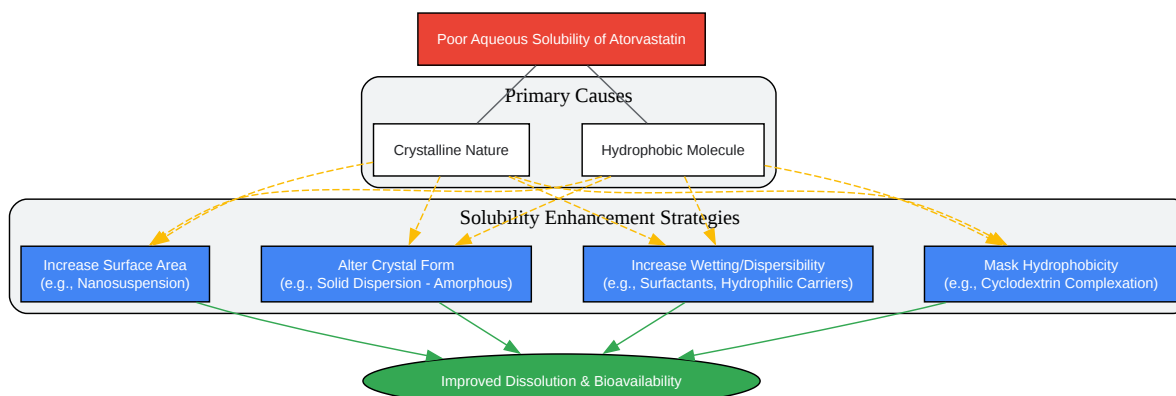 Poor Aqueous Solubility of Atorvastatin
Primary Causes
Crystalline Nature
Hydrophobic Molecule
Solubility Enhancement Strategies
Increase Surface Area
(e.g., Nanosuspension)
Alter Crystal Form
(e.g., Solid Dispersion - Amorphous)
Increase Wetting/Dispersibility
(e.g., Surfactants, Hydrophilic Carriers)
Mask Hydrophobicity
(e.g., Cyclodextrin Complexation)
Improved Dissolution & Bioavailability